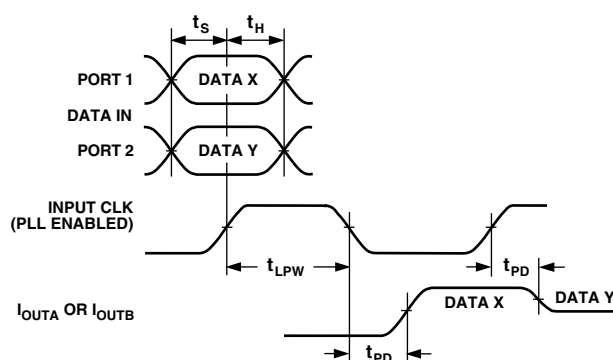 tS tH
PORT 1 DATA X
DATA IN
PORT 2 DATA Y
INPUT CLK
(PLL ENABLED)
tPD
tLPW
DATA X DATA Y
IOUTA OR IOUTB
tPD